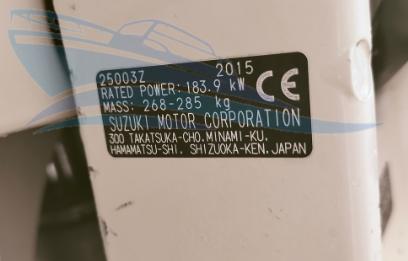 25003Z 2015
RATED POWER: 183.9 kW
MASS: 268-285 kg
CE
SUZUKI MOTOR CORPORATION
300 TAKATSUKA-CHO.MINAMI-KU.
HAMAMATSU-SHI. SHIZUOKA-KEN.JAPAN